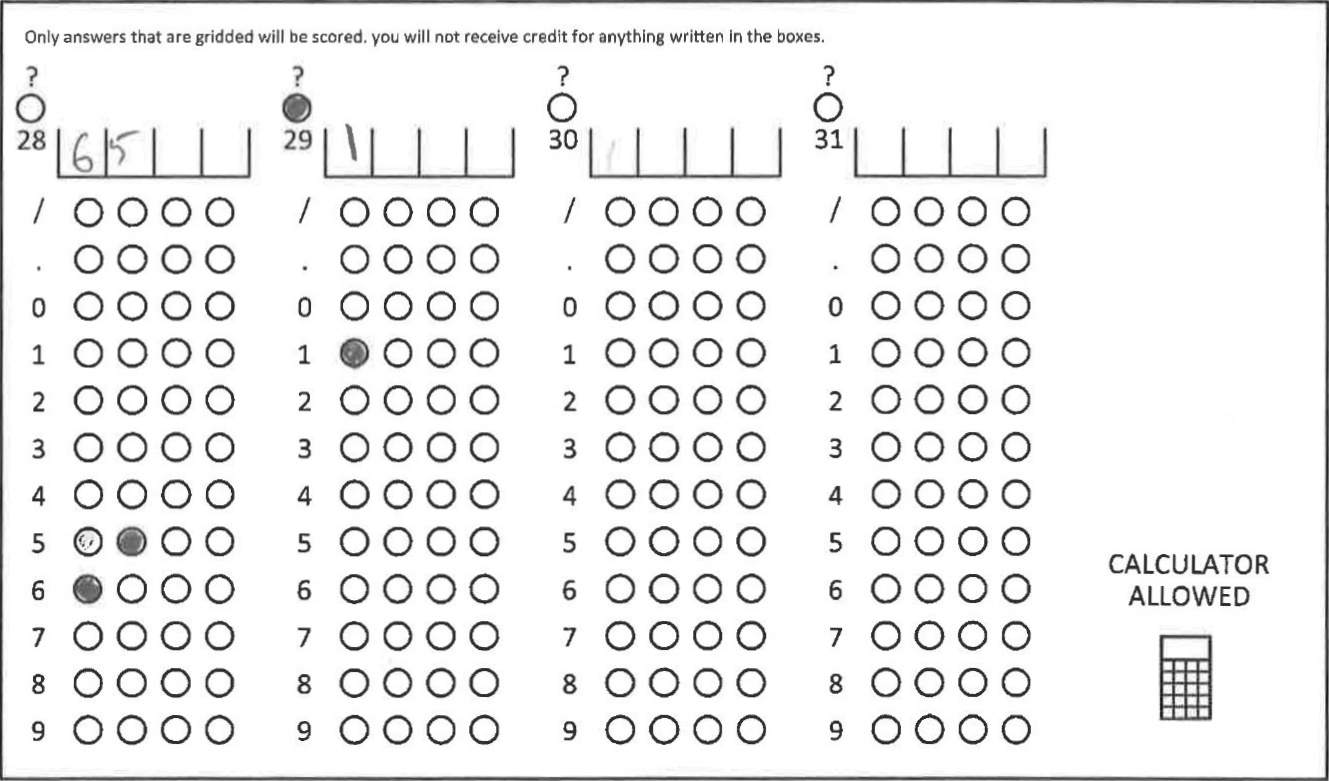 Only answers that are gridded will be scored. you will not receive credit for anything written in the boxes.
? ? ? ?
28 65 29 1 30 31
/ / / /
. . . .
0 0 0 0
1 1 1 1
2 2 2 2
3 3 3 3
4 4 4 4
5 5 5 5
6 6 6 6
7 7 7 7
8 8 8 8
9 9 9 9
CALCULATOR
ALLOWED